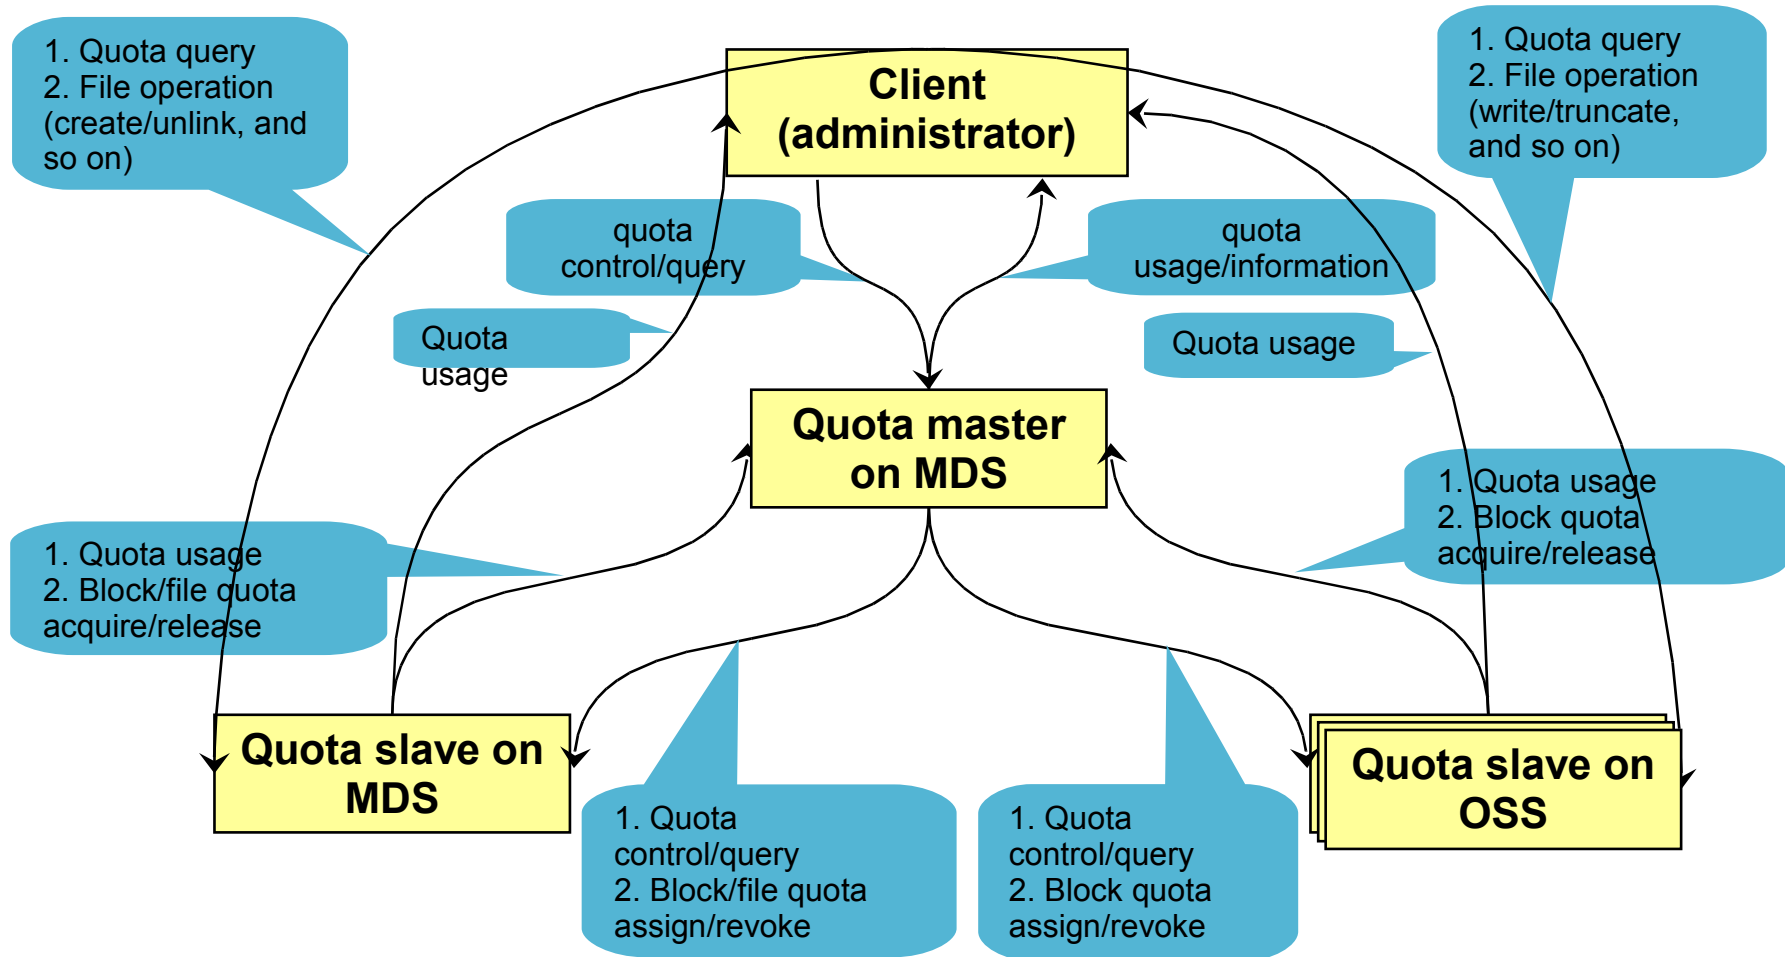 1. Quota query
2. File operation
(create/unlink, and
so on)
Client
(administrator)
1. Quota query
2. File operation
(write/truncate,
and so on)
quota
control/query
quota
usage/information
Quota
usage
Quota usage
Quota master
on MDS
1. Quota usage
2. Block/file quota
acquire/release
1. Quota usage
2. Block quota
acquire/release
Quota slave on
MDS
Quota slave on
OSS
1. Quota
control/query
2. Block/file quota
assign/revoke
1. Quota
control/query
2. Block quota
assign/revoke